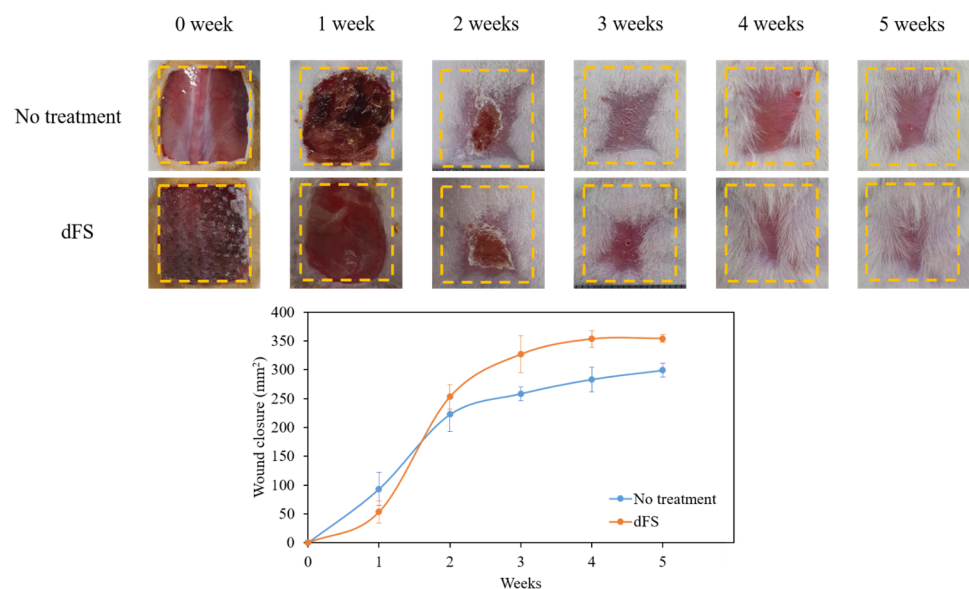 0 week 1 week 2 weeks 3 weeks 4 weeks 5 weeks
No treatment
dFS
400
350
300
250
200
150
100
50
0
Wound closure (mm²)
No treatment
dFS
0 1 2 3 4 5
Weeks